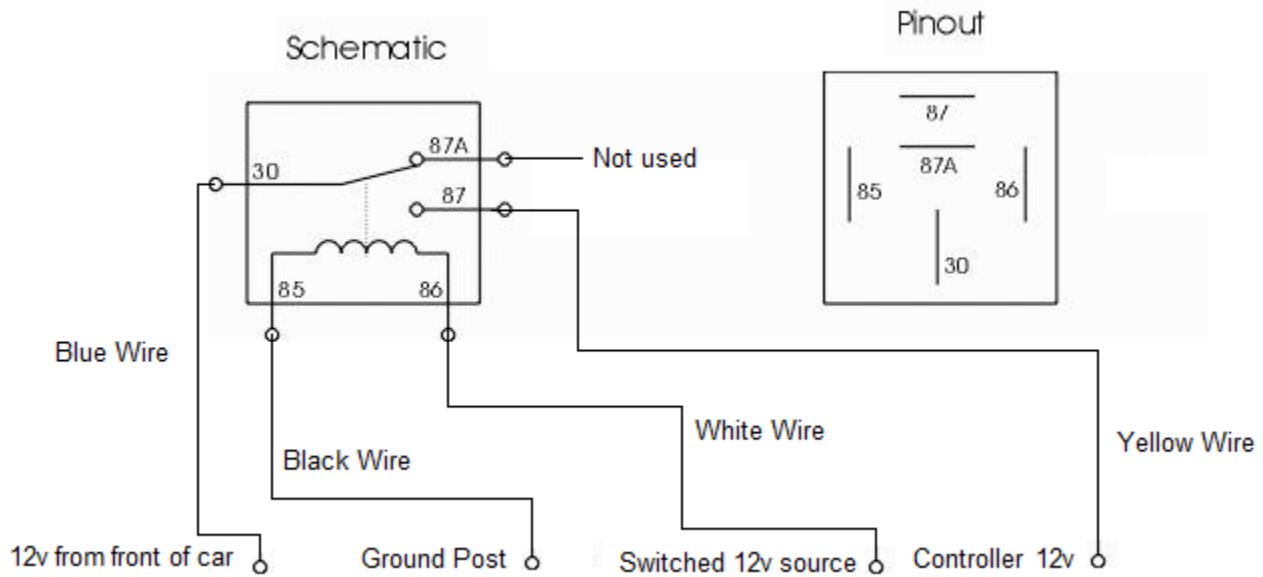 Schematic
Pinout
30
87A
87
85
86
Not used
87
87A
85
86
30
Blue Wire
Black Wire
White Wire
Yellow Wire
12v from front of car
Ground Post
Switched 12v source
Controller 12v